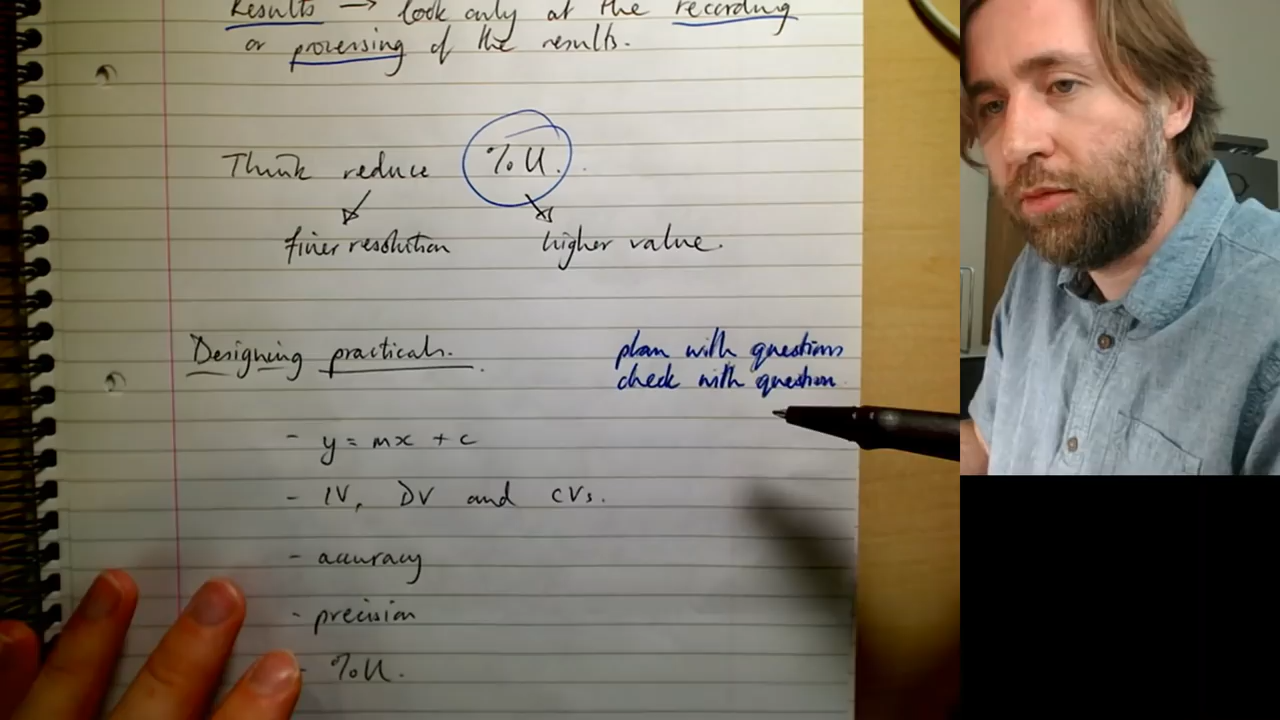 Results → look only at the recording
or processing of the results.
Think reduce %U.
finer resolution higher value.
Designing practicals.
plan with questions
check with question
- y = mx + c
- IV, DV and CVs.
- accuracy
- precision
- %U.